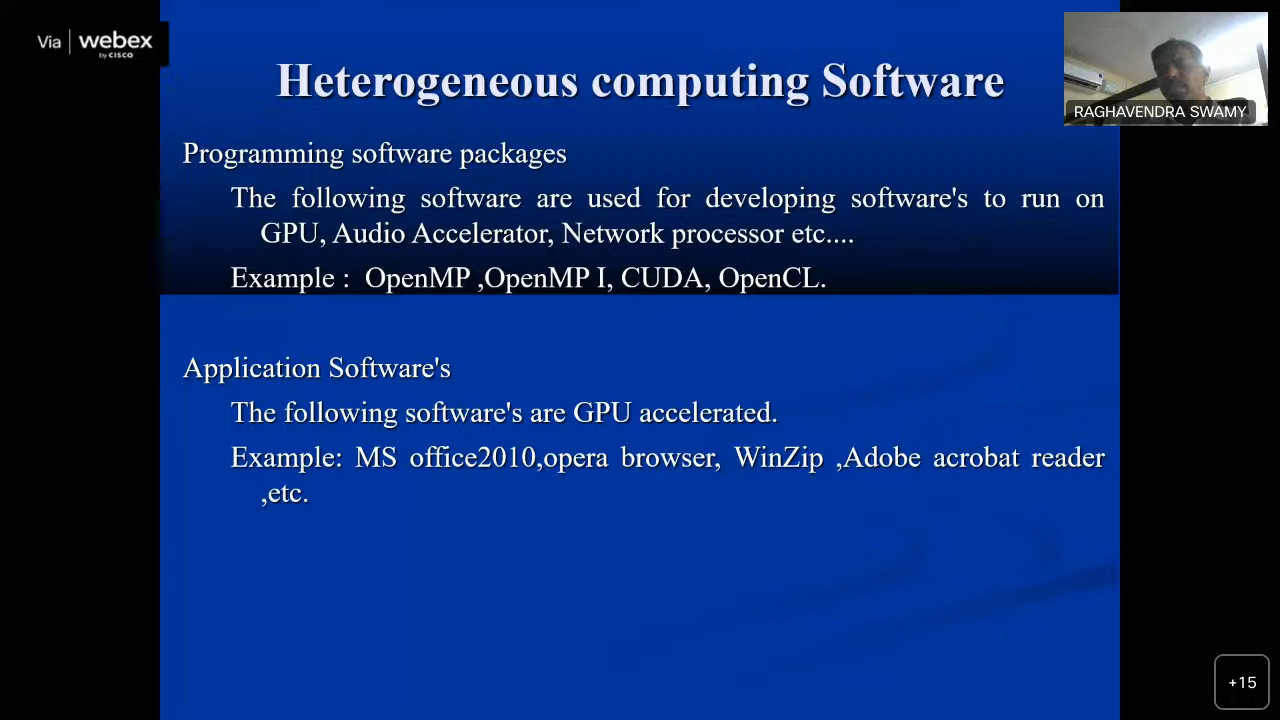 Via webex
by CISCO
Heterogeneous computing Software
RAGHAVENDRA SWAMY
Programming software packages
The following software are used for developing software's to run on
GPU, Audio Accelerator, Network processor etc....
Example : OpenMP ,OpenMP I, CUDA, OpenCL.
Application Software's
The following software's are GPU accelerated.
Example: MS office2010,opera browser, WinZip ,Adobe acrobat reader
,etc.
+15